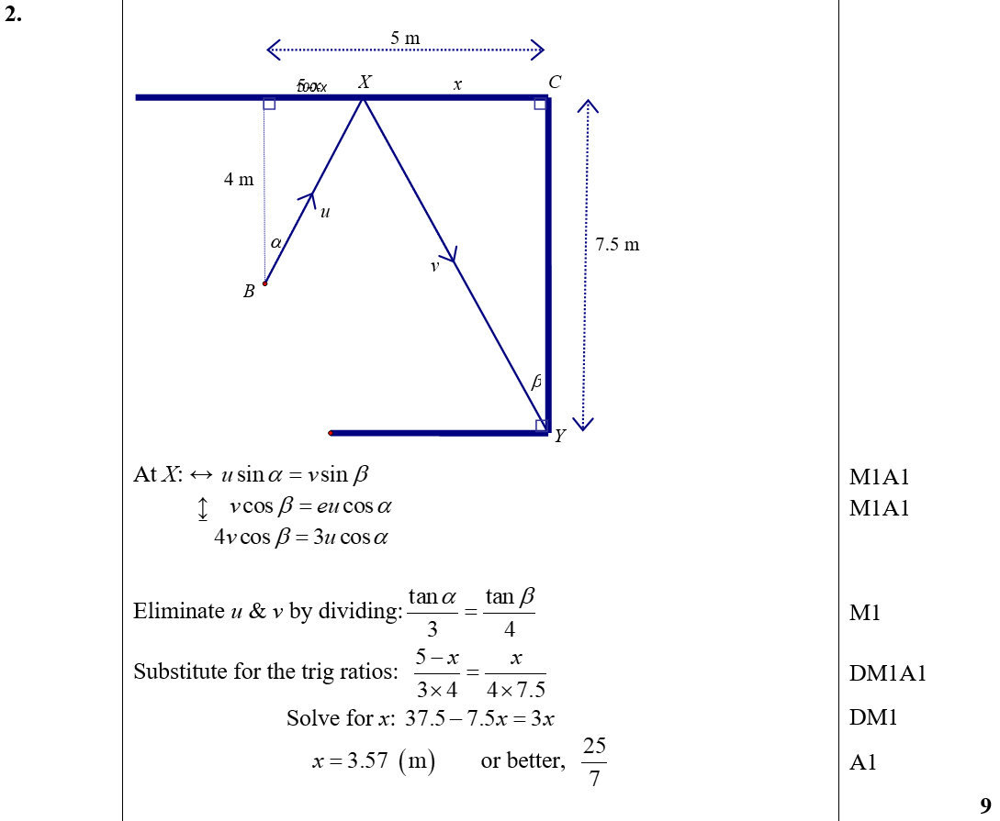 2.
5 m
X
x
C
4 m
u
α
7.5 m
v
B
β
Y
At X: ↔ u sin α = v sin β M1A1
↕ v cos β = eu cos α M1A1
4v cos β = 3u cos α
Eliminate u & v by dividing: tan α / 3 = tan β / 4 M1
Substitute for the trig ratios: (5 − x) / (3 × 4) = x / (4 × 7.5) DM1A1
Solve for x: 37.5 − 7.5x = 3x DM1
x = 3.57 (m) or better, 25/7 A1
9